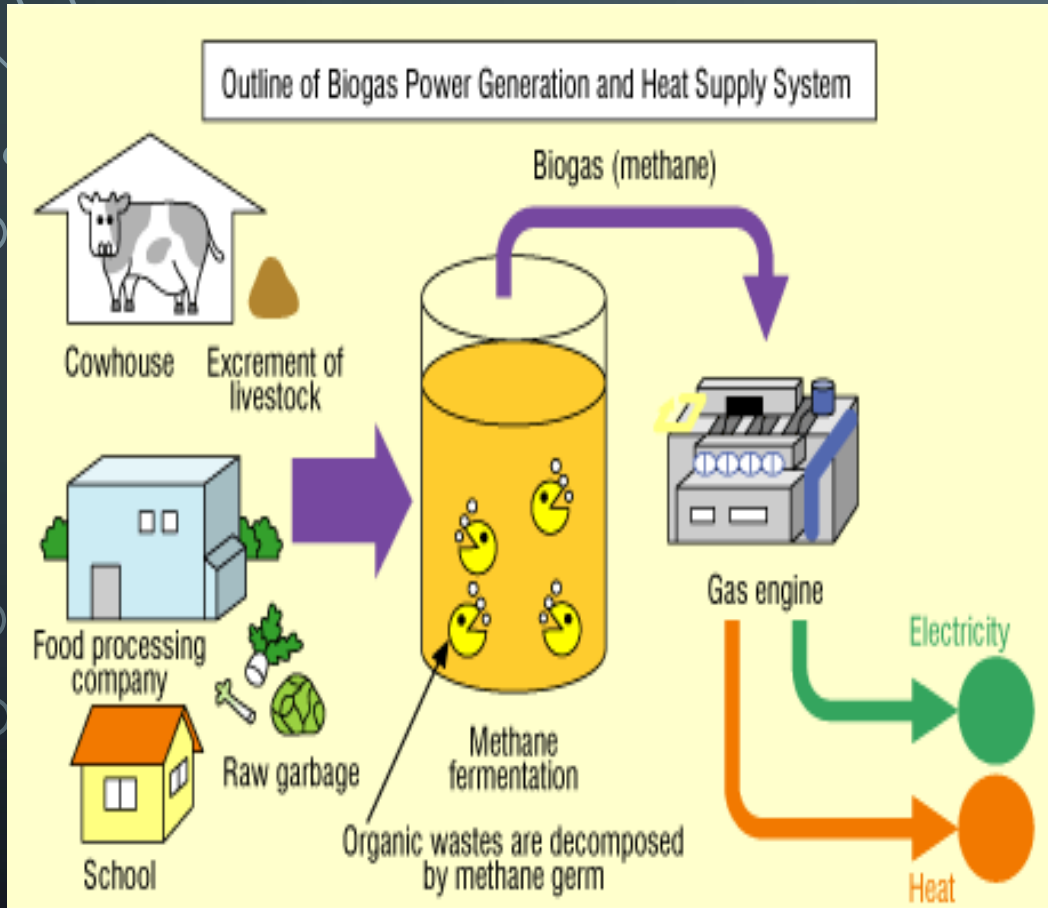 Outline of Biogas Power Generation and Heat Supply System
Biogas (methane)
Cowhouse
Excrement of
livestock
Food processing
company
Raw garbage
School
Methane
fermentation
Organic wastes are decomposed
by methane germ
Gas engine
Electricity
Heat